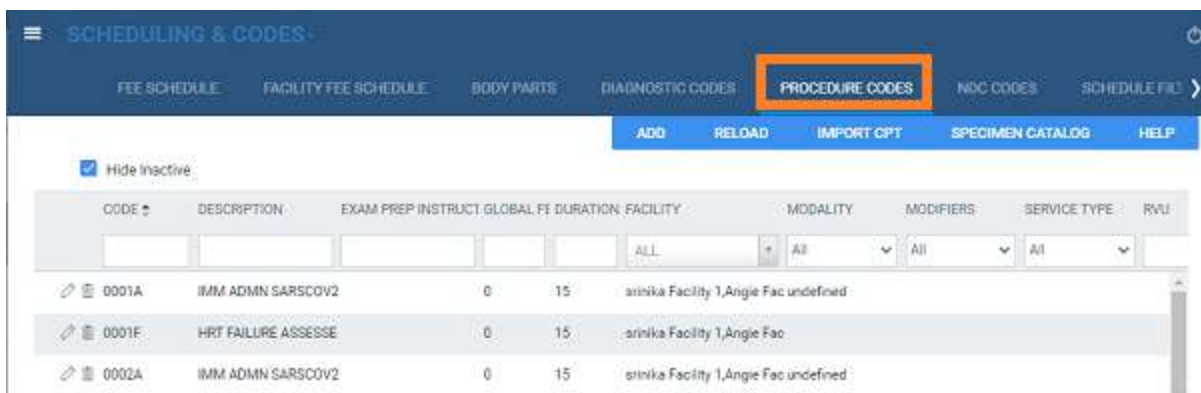 SCHEDULING & CODES-
FEE SCHEDULE FACILITY FEE SCHEDULE BODY PARTS DIAGNOSTIC CODES PROCEDURE CODES NDC CODES SCHEDULE FILT
ADD RELOAD IMPORT CPT SPECIMEN CATALOG HELP
Hide Inactive
CODE DESCRIPTION EXAM PREP INSTRUCT GLOBAL FE DURATION FACILITY MODALITY MODIFIERS SERVICE TYPE RVU
ALL All All All
0001A IMM ADMN SARSCOV2 0 15 srinika Facility 1,Angie Fac undefined
0001F HRT FAILURE ASSESSE 0 15 srinika Facility 1,Angie Fac
0002A IMM ADMN SARSCOV2 0 15 srinika Facility 1,Angie Fac undefined